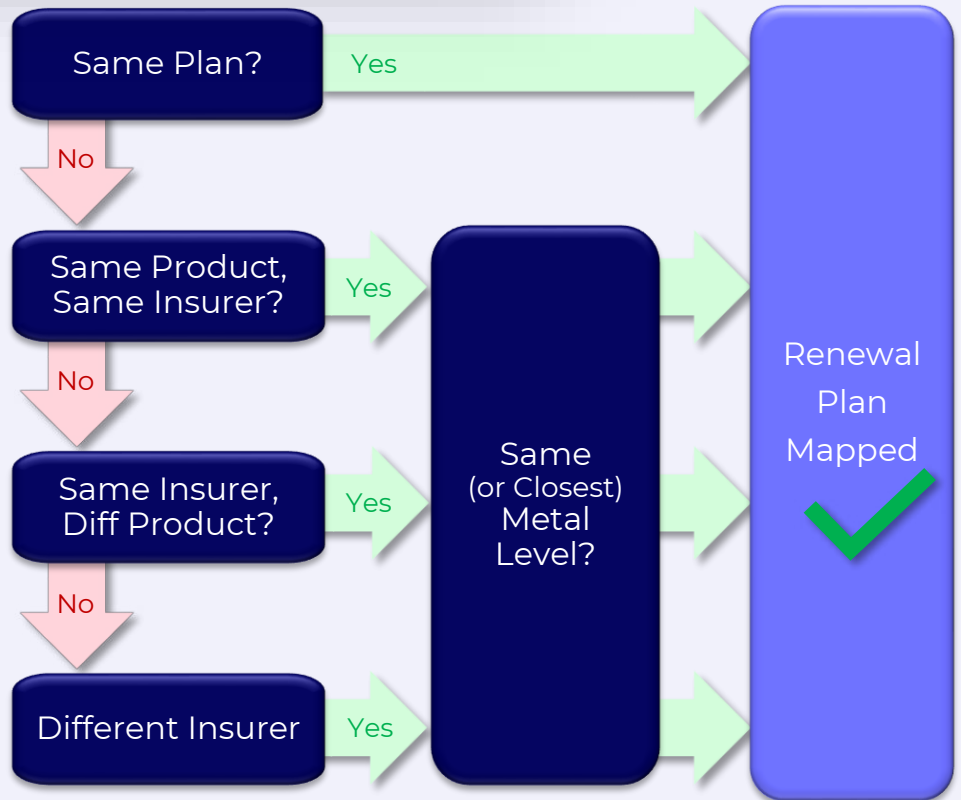 Same Plan?
Yes
No
Same Product,
Same Insurer?
Yes
No
Same Insurer,
Diff Product?
Yes
No
Different Insurer
Yes
Same
(or Closest)
Metal
Level?
Renewal
Plan
Mapped